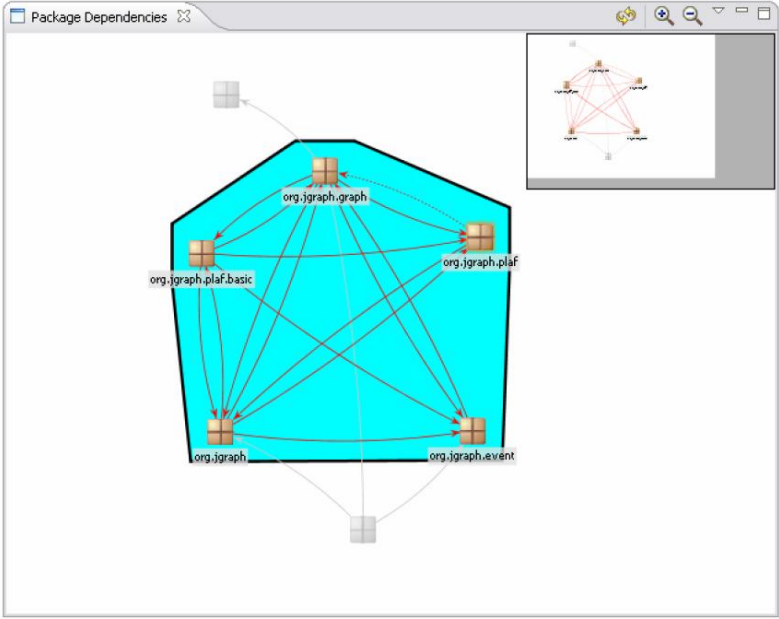 Package Dependencies
org.jgraph.graph
org.jgraph.plaf
org.jgraph.plaf.basic
org.jgraph
org.jgraph.event